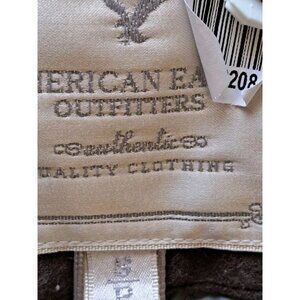 MERICAN EA
OUTFITTERS
208
authentic
UALITY CLOTHING